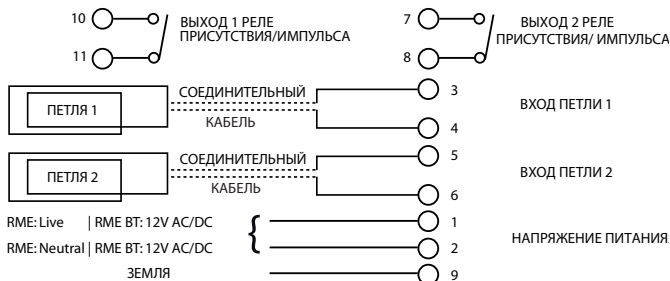 10
ВЫХОД 1 РЕЛЕ
ПРИСУТСТВИЯ/ИМПУЛЬСА
11
7
ВЫХОД 2 РЕЛЕ
ПРИСУТСТВИЯ/ ИМПУЛЬСА
8
ПЕТЛЯ 1
СОЕДИНИТЕЛЬНЫЙ
КАБЕЛЬ
3
4
ВХОД ПЕТЛИ 1
ПЕТЛЯ 2
СОЕДИНИТЕЛЬНЫЙ
КАБЕЛЬ
5
6
ВХОД ПЕТЛИ 2
RME: Live | RME BT: 12V AC/DC
{
1
RME: Neutral | RME BT: 12V AC/DC
2
НАПРЯЖЕНИЕ ПИТАНИЯ
ЗЕМЛЯ
9